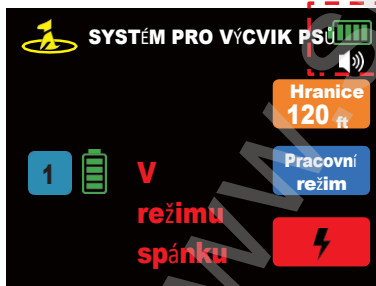 SYSTÉM PRO VÝCVIK PSŮ
Hranice
120 ft
1
V
režimu
spánku
Pracovní
režim